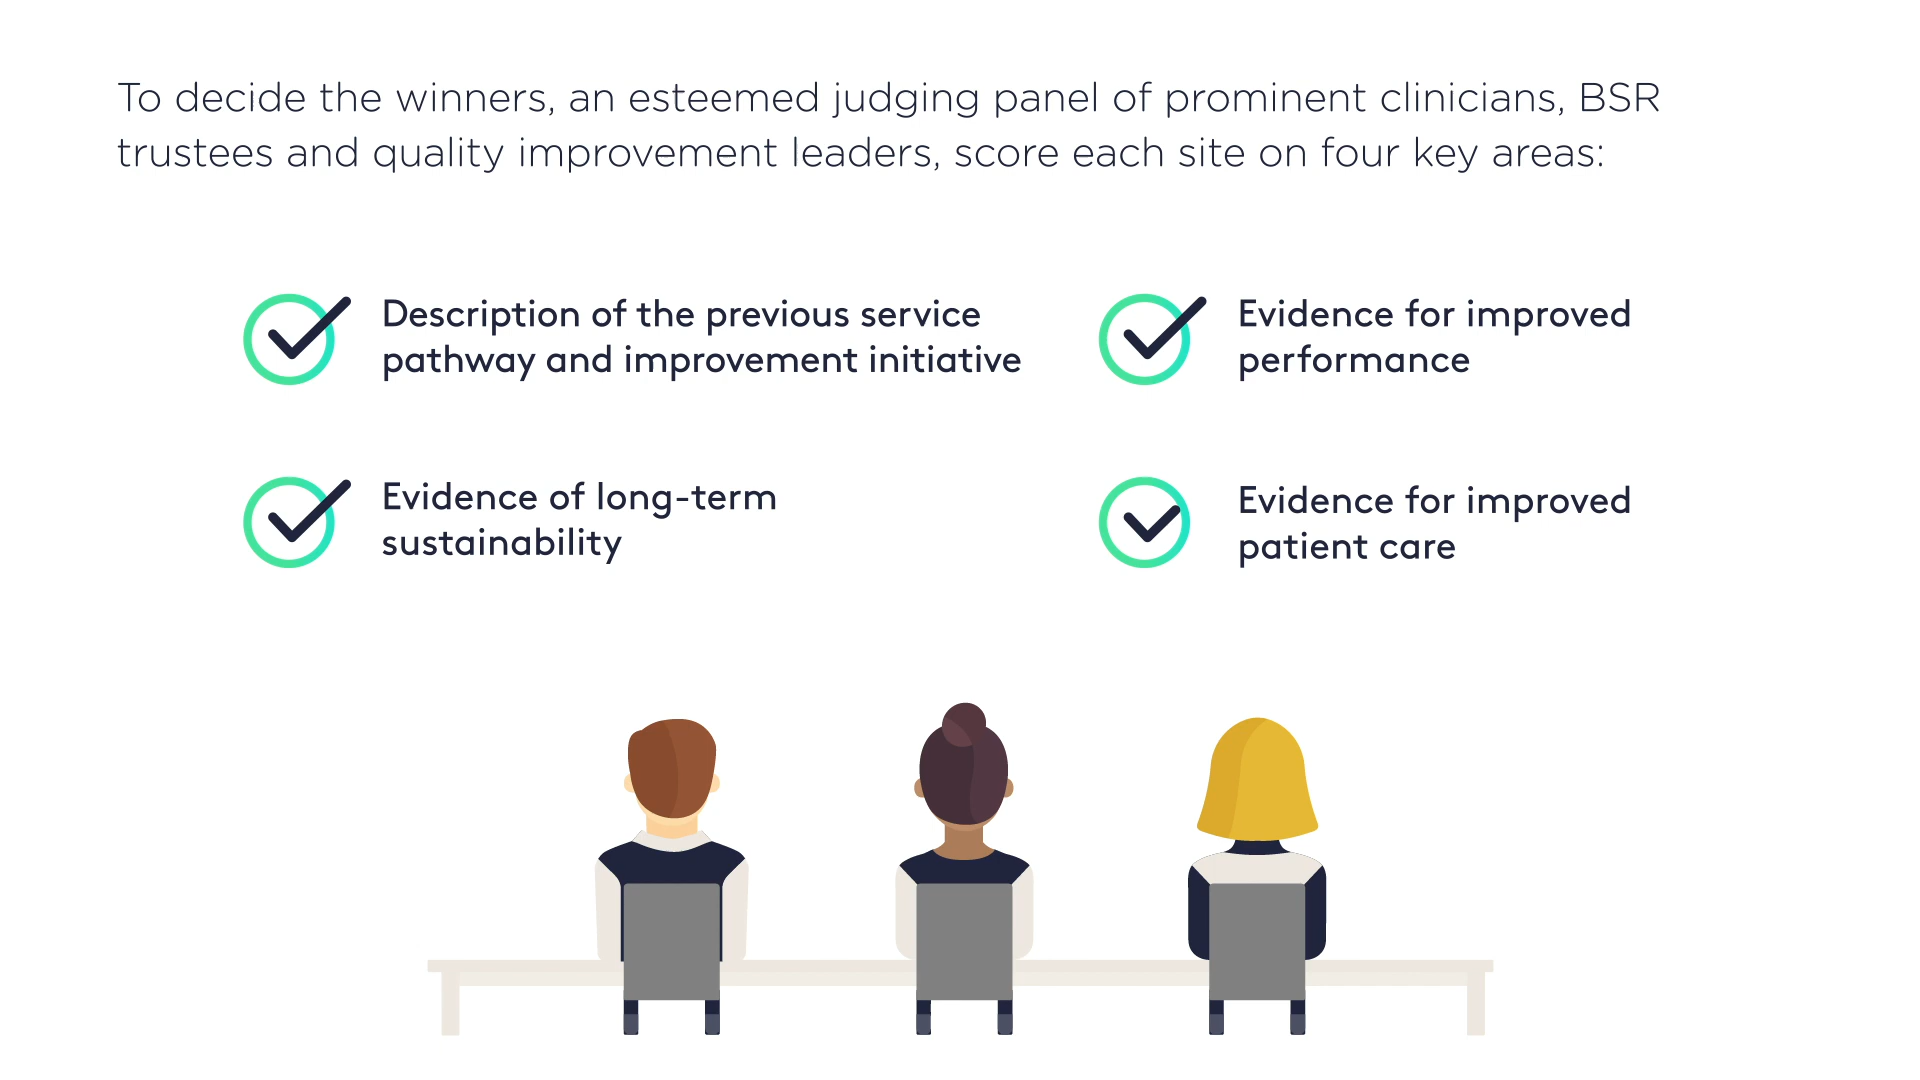 To decide the winners, an esteemed judging panel of prominent clinicians, BSR
trustees and quality improvement leaders, score each site on four key areas:
Description of the previous service
pathway and improvement initiative
Evidence for improved
performance
Evidence of long-term
sustainability
Evidence for improved
patient care